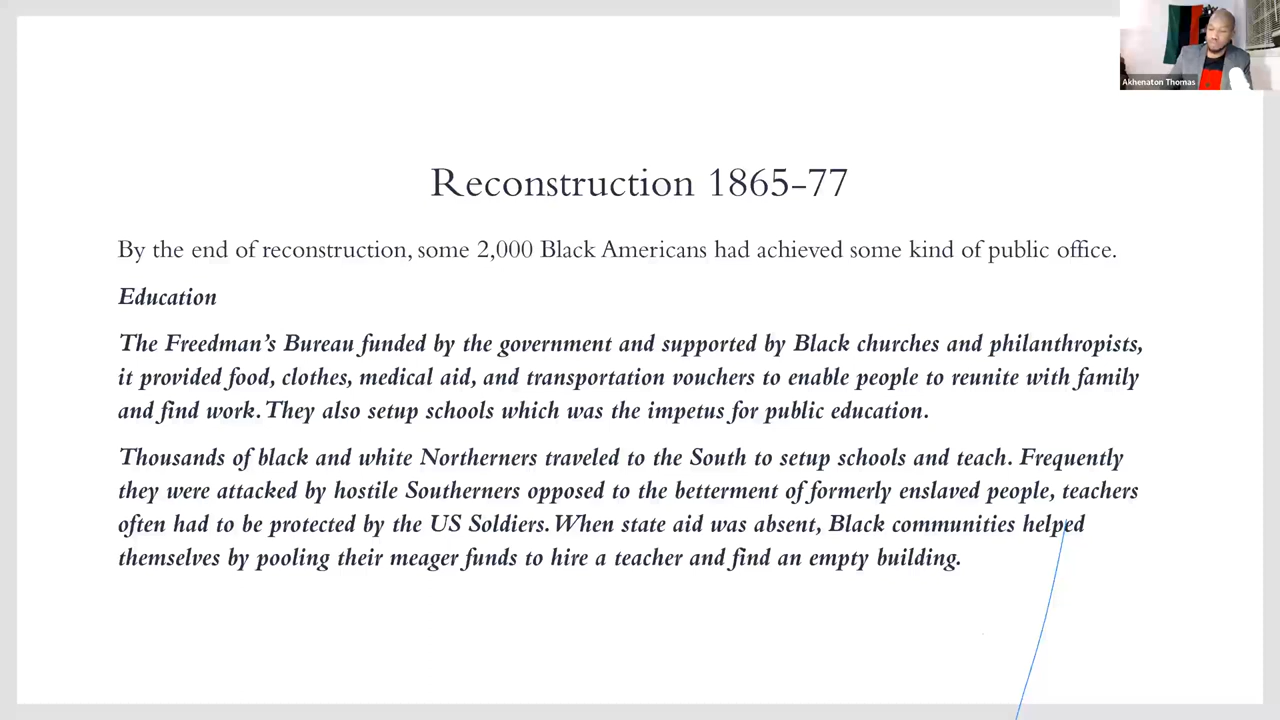 Akhenaton Thomas
Reconstruction 1865-77
By the end of reconstruction, some 2,000 Black Americans had achieved some kind of public office.
Education
The Freedman's Bureau funded by the government and supported by Black churches and philanthropists,
it provided food, clothes, medical aid, and transportation vouchers to enable people to reunite with family
and find work. They also setup schools which was the impetus for public education.
Thousands of black and white Northerners traveled to the South to setup schools and teach. Frequently
they were attacked by hostile Southerners opposed to the betterment of formerly enslaved people, teachers
often had to be protected by the US Soldiers. When state aid was absent, Black communities helped
themselves by pooling their meager funds to hire a teacher and find an empty building.